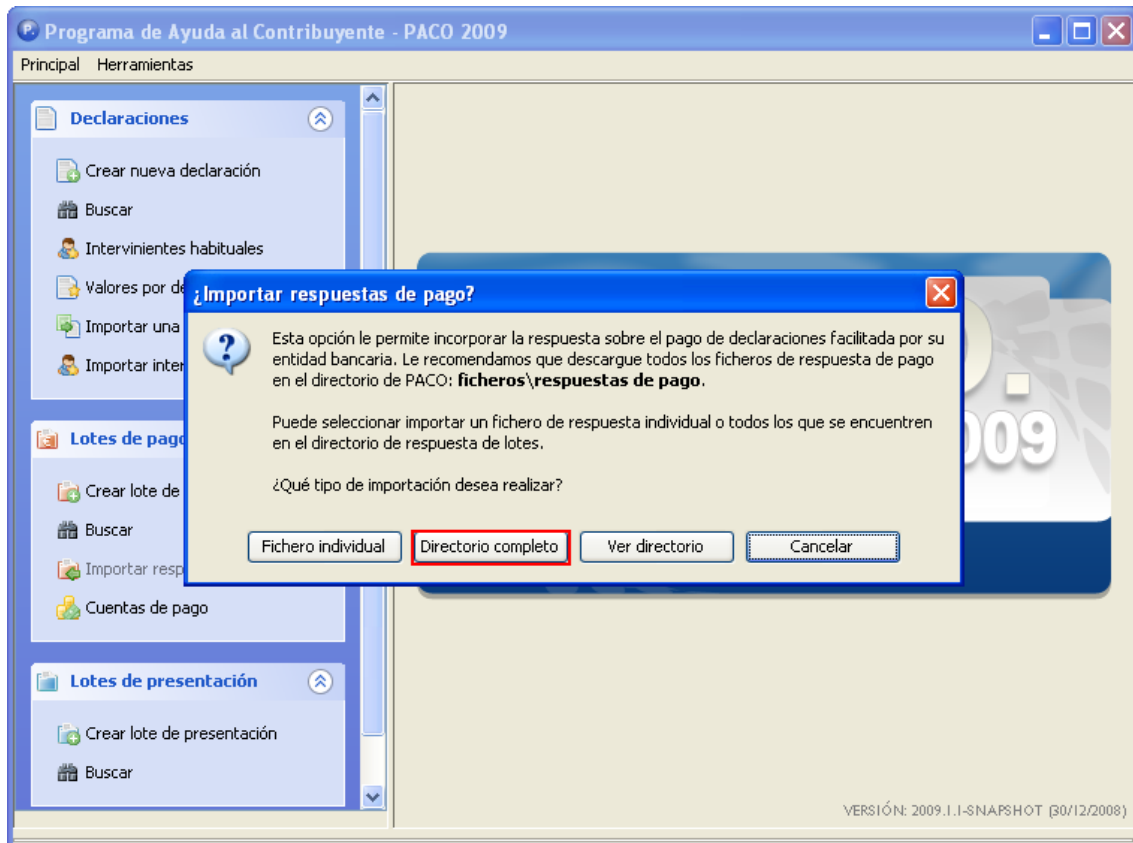 Programa de Ayuda al Contribuyente - PACO 2009
Principal Herramientas
Declaraciones
Crear nueva declaración
Buscar
Intervinientes habituales
Valores por de
Importar una
Importar inter
Lotes de pago
Crear lote de
Buscar
Importar resp
Cuentas de pago
Lotes de presentación
Crear lote de presentación
Buscar
¿Importar respuestas de pago?
Esta opción le permite incorporar la respuesta sobre el pago de declaraciones facilitada por su
entidad bancaria. Le recomendamos que descargue todos los ficheros de respuesta de pago
en el directorio de PACO: ficheros\respuestas de pago.
Puede seleccionar importar un fichero de respuesta individual o todos los que se encuentren
en el directorio de respuesta de lotes.
¿Qué tipo de importación desea realizar?
Fichero individual Directorio completo Ver directorio Cancelar
009
VERSIÓN: 2009.1.1-SNAPSHOT (30/12/2008)